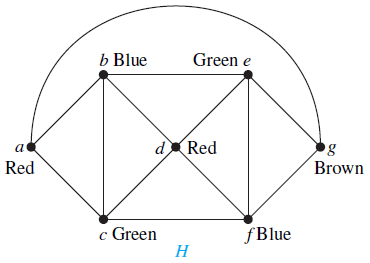 b Blue
Green e
a
Red
d Red
g
Brown
c Green
f Blue
H